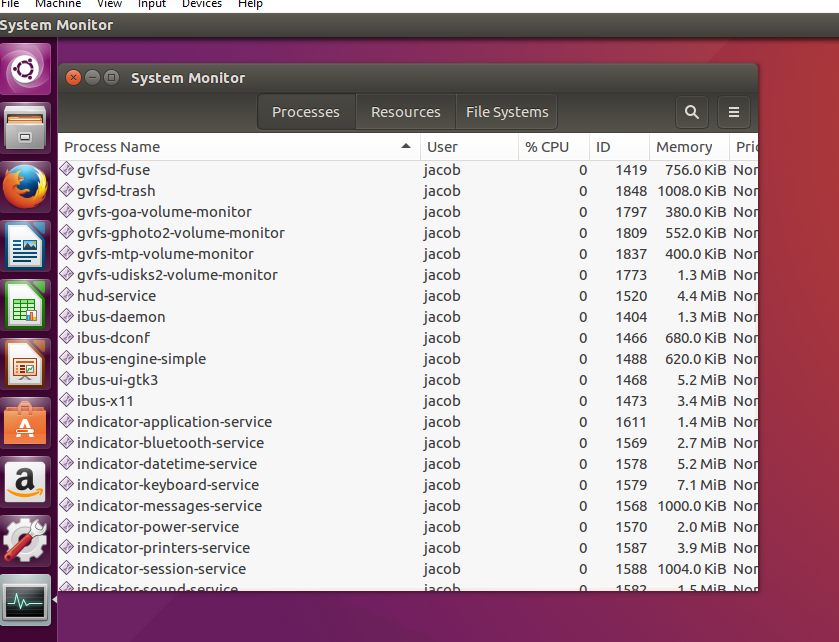 File Machine View Input Devices Help
System Monitor
System Monitor
Processes Resources File Systems
Process Name User % CPU ID Memory
gvfsd-fuse jacob 0 1419 756.0 KiB Nor
gvfsd-trash jacob 0 1848 1008.0 KiB Nor
gvfs-goa-volume-monitor jacob 0 1797 380.0 KiB Nor
gvfs-gphoto2-volume-monitor jacob 0 1809 552.0 KiB Nor
gvfs-mtp-volume-monitor jacob 0 1837 400.0 KiB Nor
gvfs-udisks2-volume-monitor jacob 0 1773 1.3 MiB Nor
hud-service jacob 0 1520 4.4 MiB Nor
ibus-daemon jacob 0 1404 1.3 MiB Nor
ibus-dconf jacob 0 1466 680.0 KiB Nor
ibus-engine-simple jacob 0 1488 620.0 KiB Nor
ibus-ui-gtk3 jacob 0 1468 5.2 MiB Nor
ibus-x11 jacob 0 1473 3.4 MiB Nor
indicator-application-service jacob 0 1611 1.4 MiB Nor
indicator-bluetooth-service jacob 0 1569 2.7 MiB Nor
indicator-datetime-service jacob 0 1578 5.2 MiB Nor
indicator-keyboard-service jacob 0 1579 7.1 MiB Nor
indicator-messages-service jacob 0 1568 1000.0 KiB Nor
indicator-power-service jacob 0 1570 2.0 MiB Nor
indicator-printers-service jacob 0 1587 3.9 MiB Nor
indicator-session-service jacob 0 1588 1004.0 KiB Nor
indicator-sound-service jacob 0 1582 1.5 MiB Nor